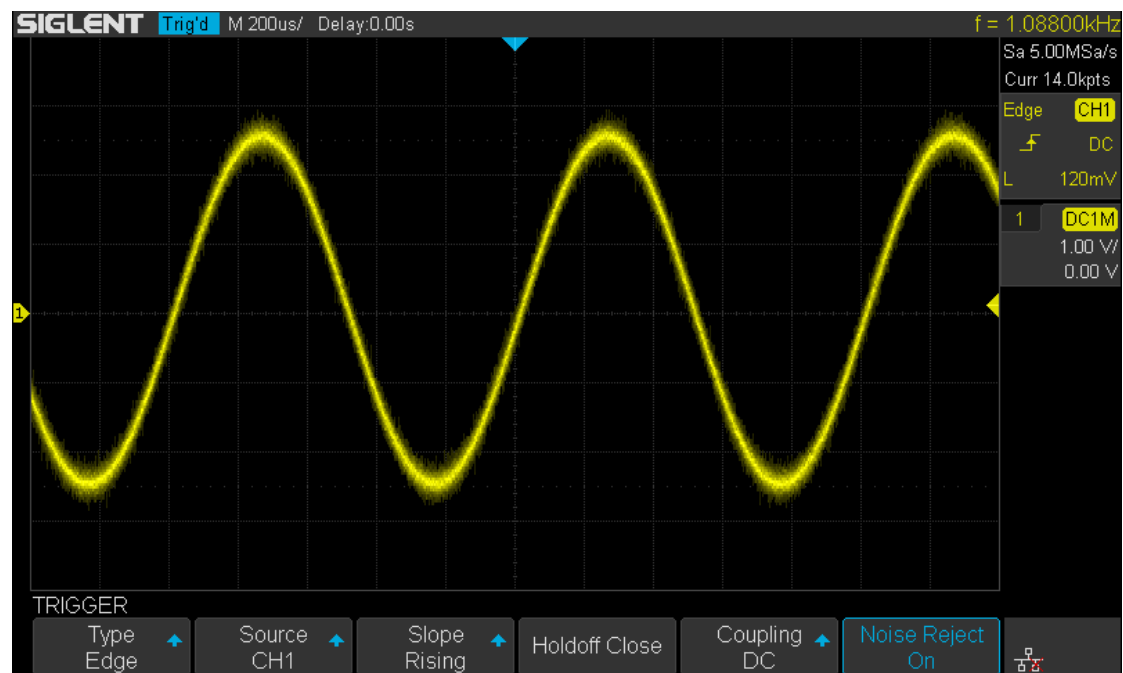 SIGLENT Trig'd M 200us/ Delay:0.00s f = 1.08800kHz
Sa 5.00MSa/s
Curr 14.0kpts
Edge CH1
DC
L 120mV
1 DC1M
1.00 V/
0.00 V
1
TRIGGER
Type Source Slope Holdoff Close Coupling Noise Reject
Edge CH1 Rising DC On